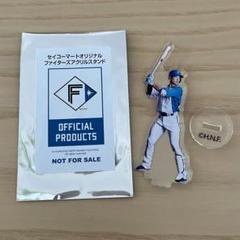 セイコーマートオリジナル
ファイターズアクリルスタンド
F
OFFICIAL
PRODUCTS
NOT FOR SALE
©H.N.F.